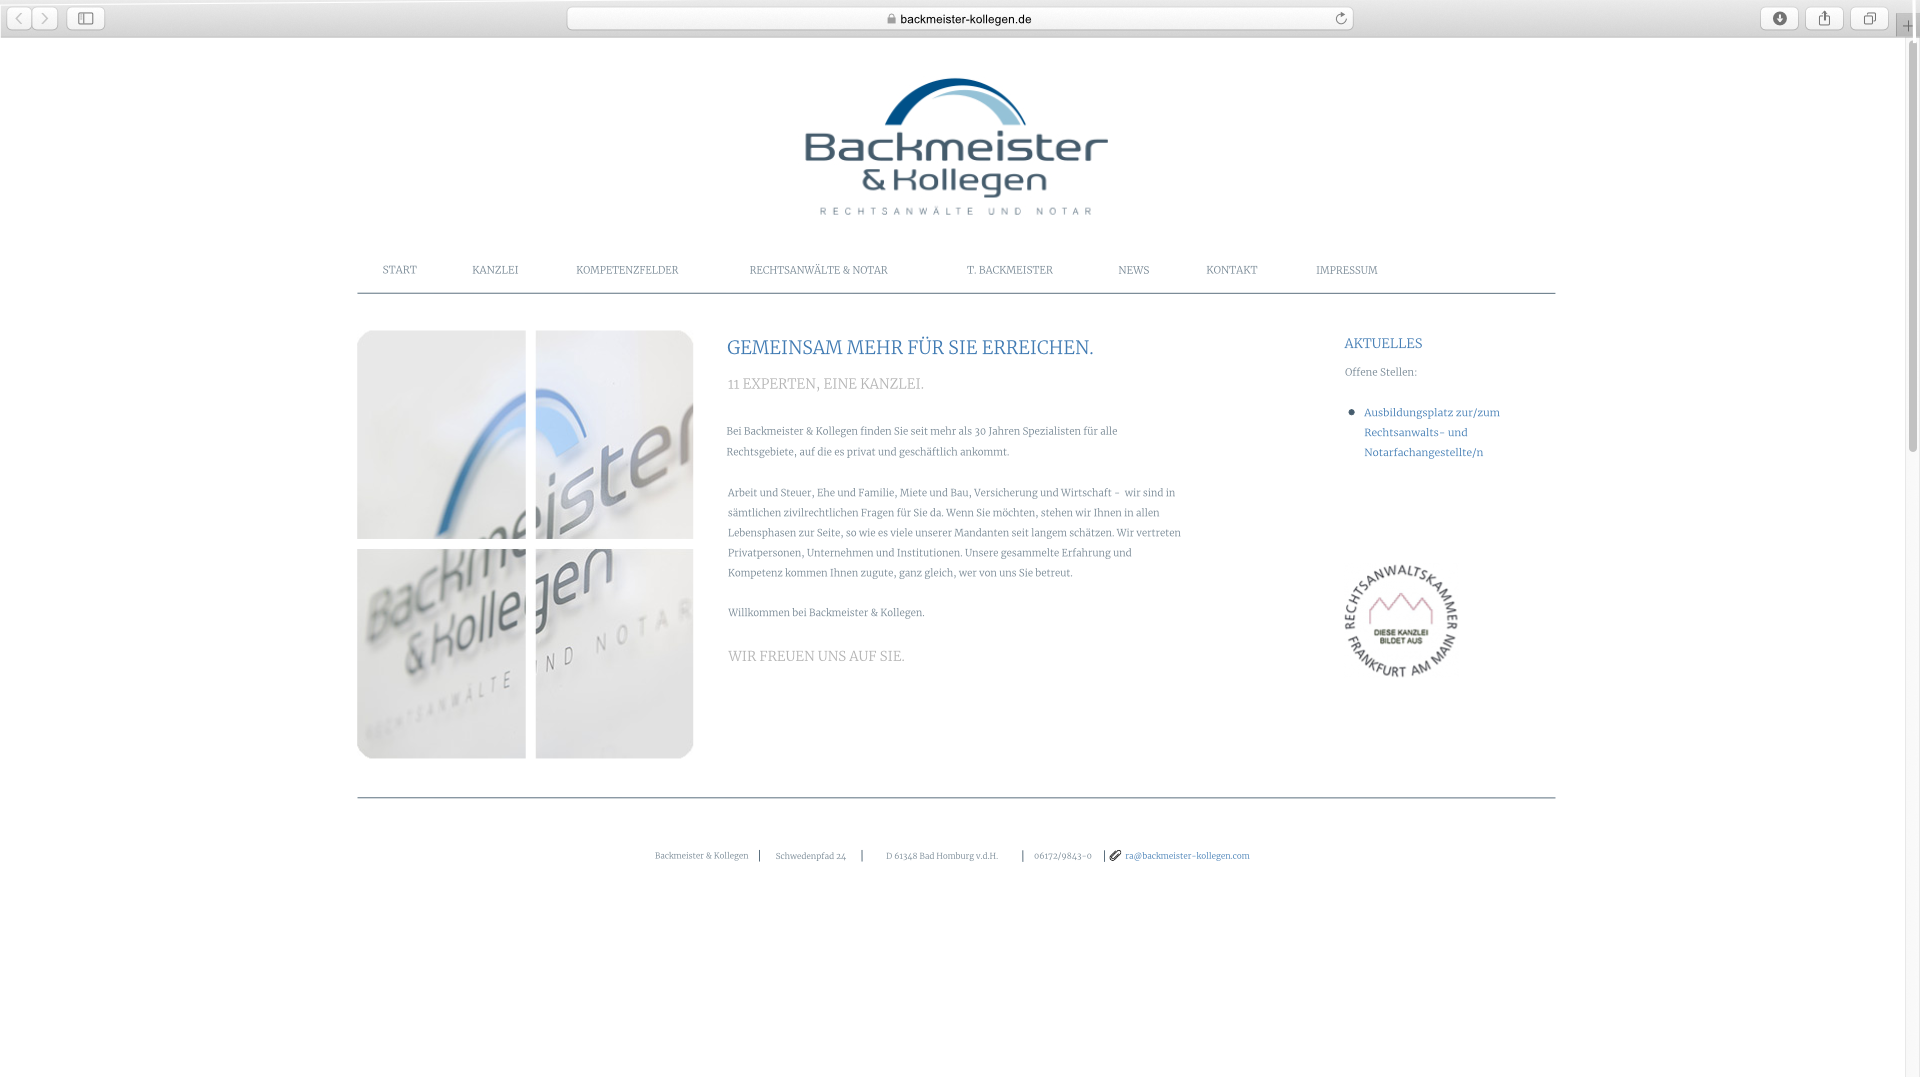 backmeister-kollegen.de
Backmeister
& Kollegen
RECHTSANWÄLTE UND NOTAR
START
KANZLEI
KOMPETENZFELDER
RECHTSANWÄLTE & NOTAR
T. BACKMEISTER
NEWS
KONTAKT
IMPRESSUM
Backmeister
& Kollegen
RECHTSANWÄLTE UND NOTAR
GEMEINSAM MEHR FÜR SIE ERREICHEN.
11 EXPERTEN, EINE KANZLEI.
Bei Backmeister & Kollegen finden Sie seit mehr als 30 Jahren Spezialisten für alle
Rechtsgebiete, auf die es privat und geschäftlich ankommt.
Arbeit und Steuer, Ehe und Familie, Miete und Bau, Versicherung und Wirtschaft - wir sind in
sämtlichen zivilrechtlichen Fragen für Sie da. Wenn Sie möchten, stehen wir Ihnen in allen
Lebensphasen zur Seite, so wie es viele unserer Mandanten seit langem schätzen. Wir vertreten
Privatpersonen, Unternehmen und Institutionen. Unsere gesammelte Erfahrung und
Kompetenz kommen Ihnen zugute, ganz gleich, wer von uns Sie betreut.
Willkommen bei Backmeister & Kollegen.
WIR FREUEN UNS AUF SIE.
AKTUELLES
Offene Stellen:
Ausbildungsplatz zur/zum
Rechtsanwalts- und
Notarfachangestellte/n
RECHTSANWALTSKAMMER
DIESE KANZLEI
BILDET AUS
FRANKFURT AM MAIN
Backmeister & Kollegen
Schwedenpfad 24
D 61348 Bad Homburg v.d.H.
06172/9843-0
ra@backmeister-kollegen.com